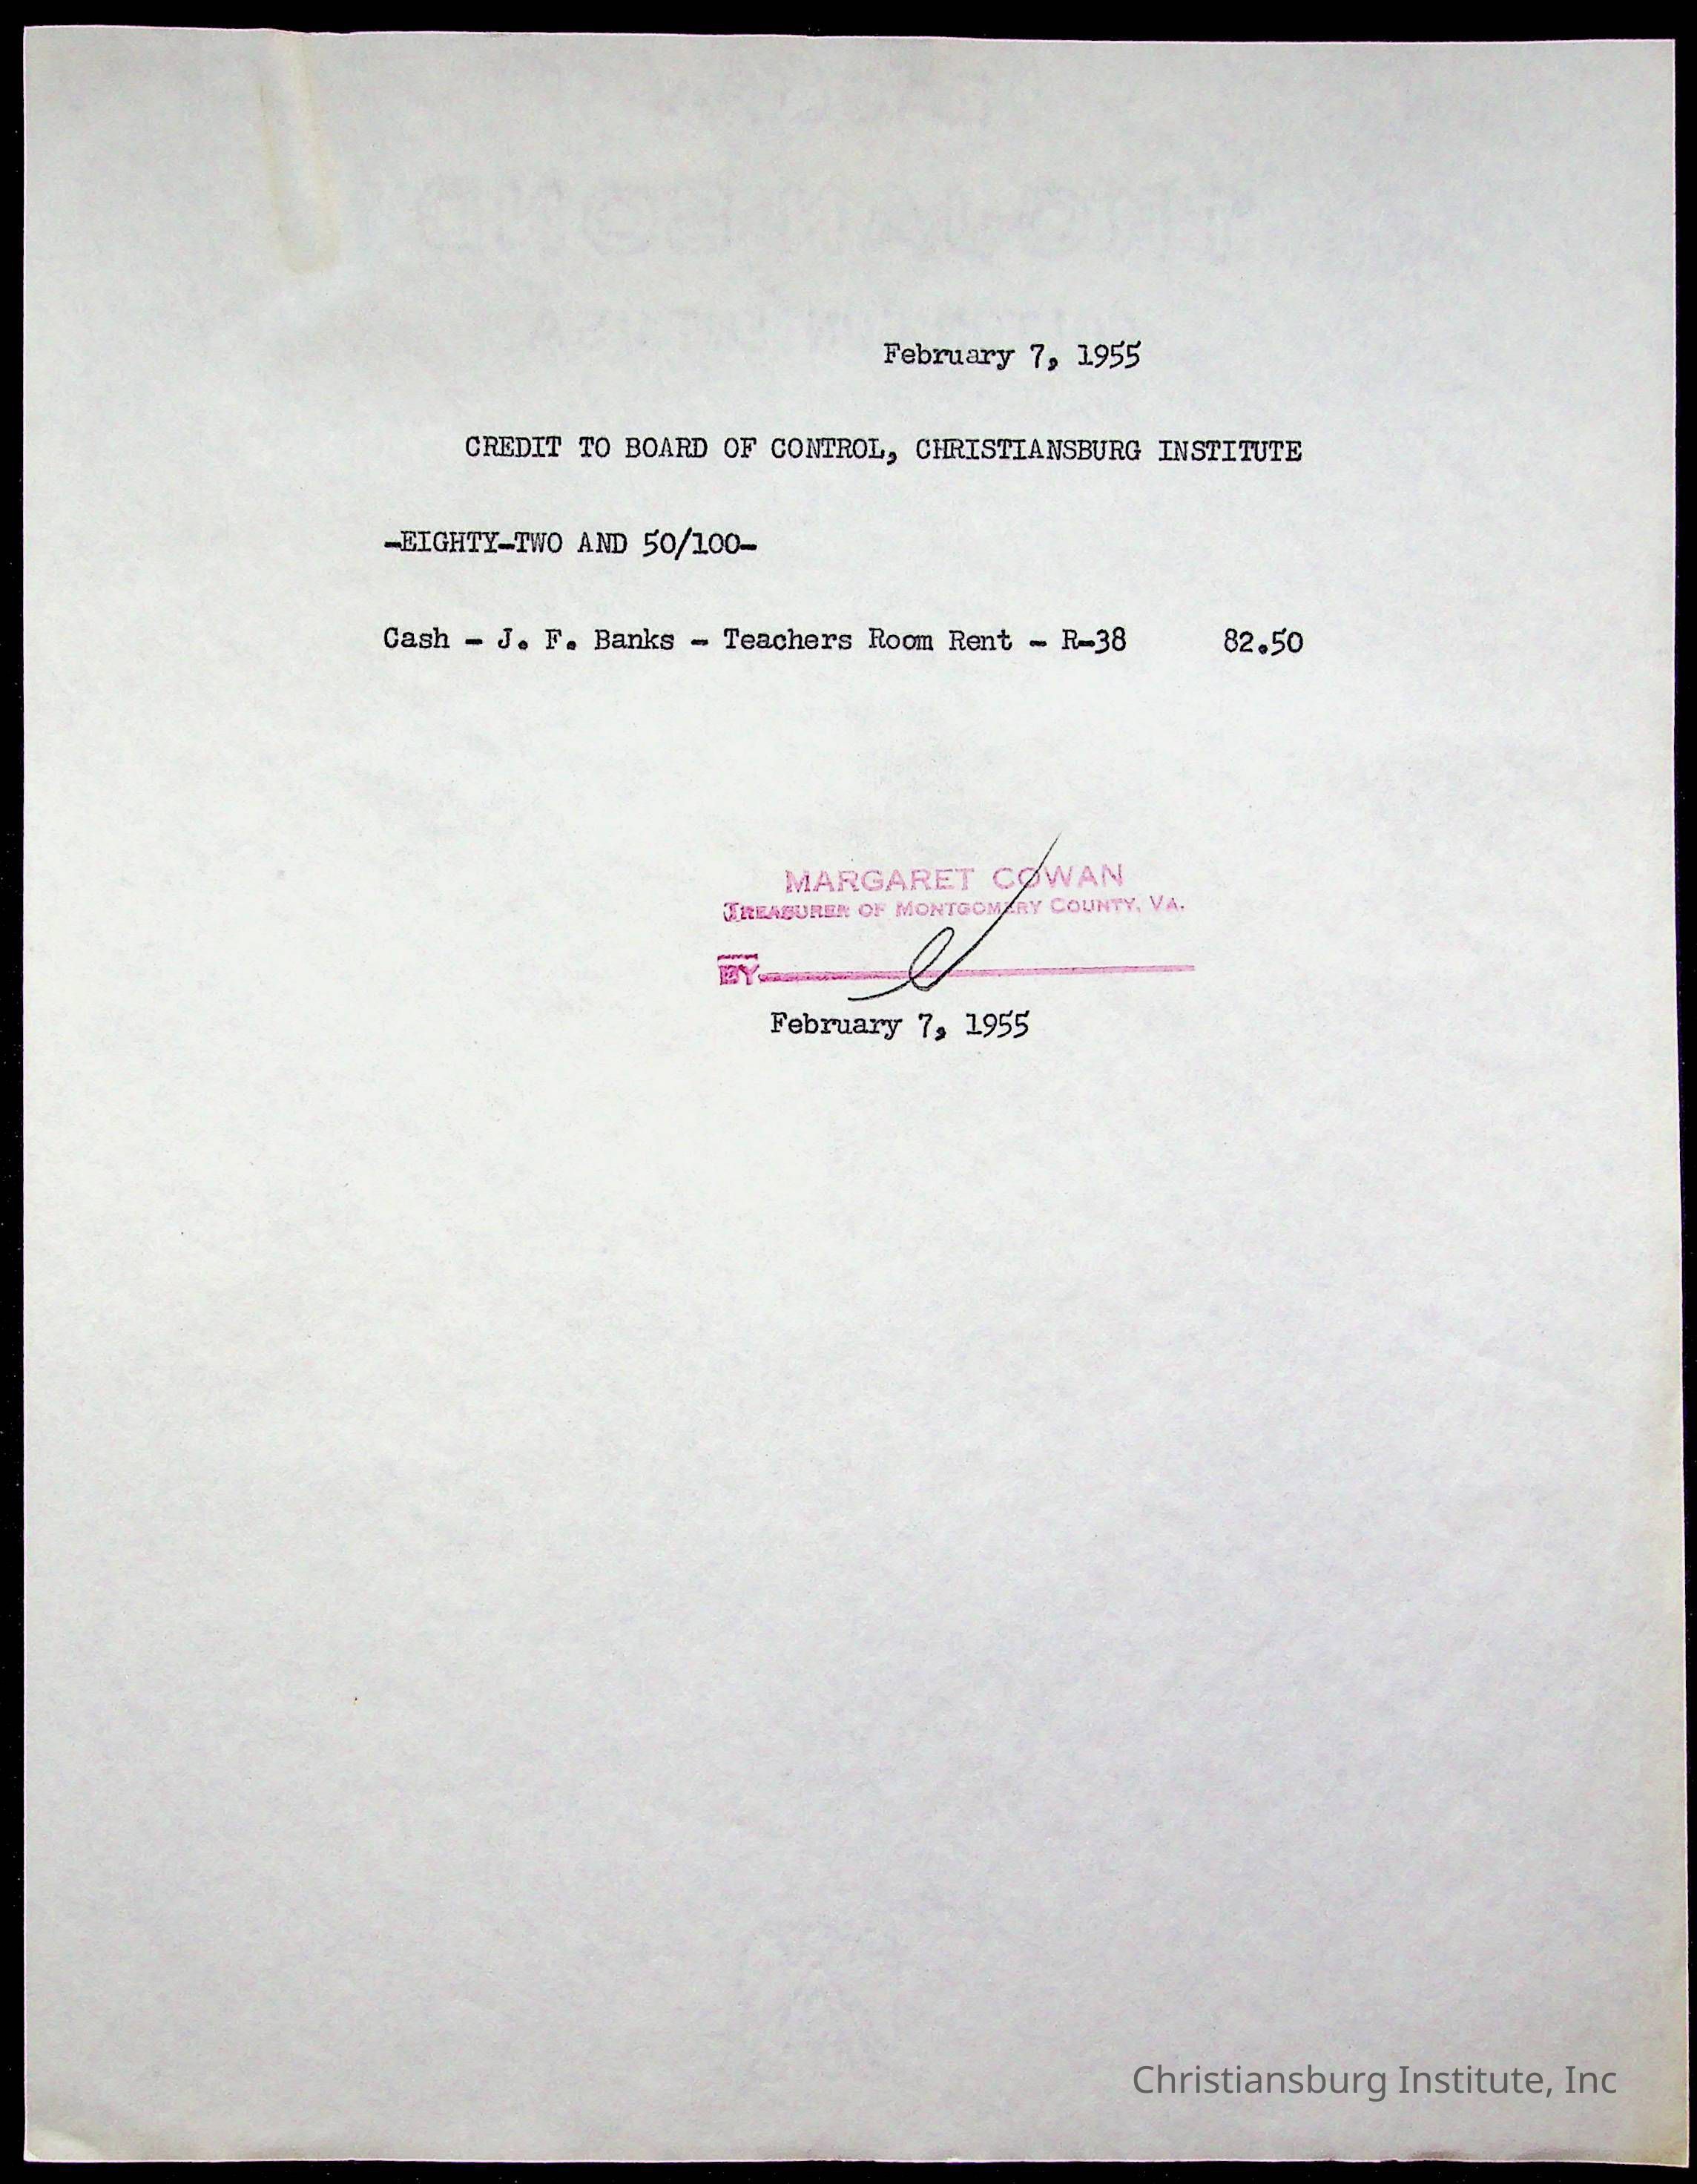 February 7, 1955
CREDIT TO BOARD OF CONTROL, CHRISTIANSBURG INSTITUTE
-EIGHTY-TWO AND 50/100-
Cash - J. F. Banks - Teachers Room Rent - R-38 82.50
MARGARET COWAN
TREASURER OF MONTGOMERY COUNTY, VA.
BY
February 7, 1955
Christiansburg Institute, Inc